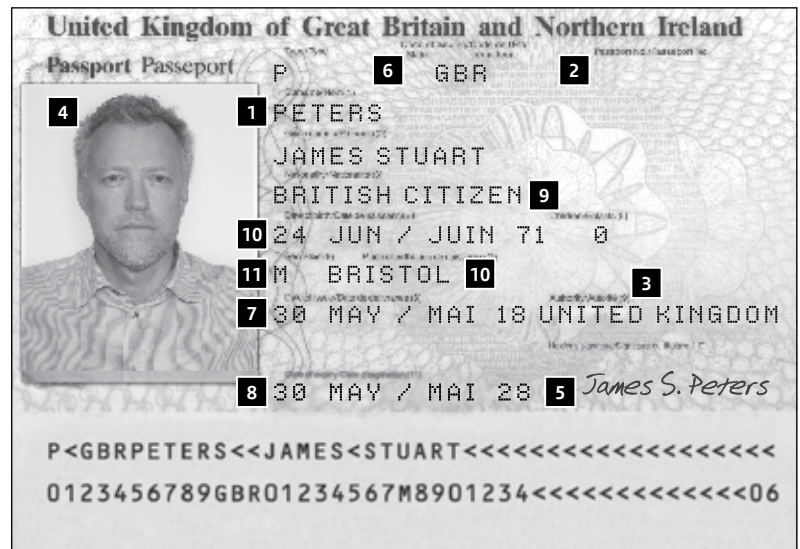 United Kingdom of Great Britain and Northern Ireland
Passport Passeport
P 6 GBR 2
4
1 PETERS
JAMES STUART
BRITISH CITIZEN 9
10 24 JUN / JUIN 71 0
11 M BRISTOL 10
3
7 30 MAY / MAI 18 UNITED KINGDOM
8 30 MAY / MAI 28 5 James S. Peters
P<GBRPETERS<<JAMES<STUART<<<<<<<<<<<<<<<<<<<
0123456789GBR01234567M8901234<<<<<<<<<<<<<06